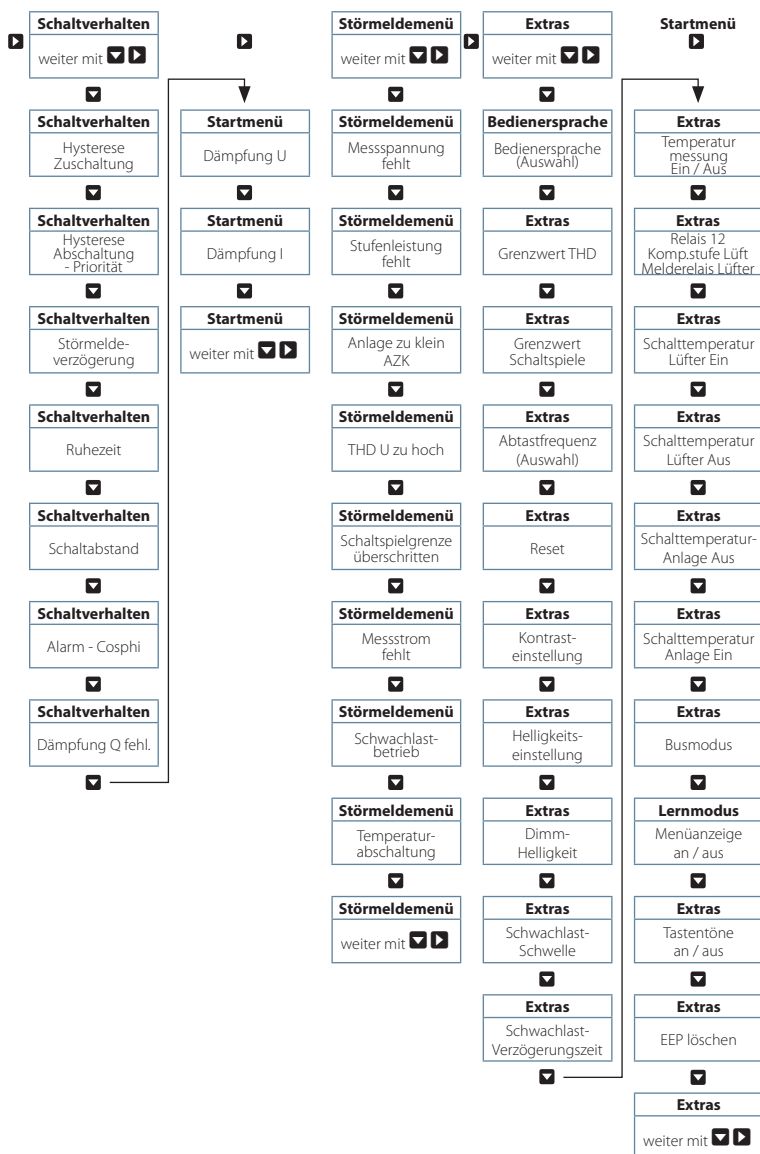 Schaltverhalten
weiter mit
Schaltverhalten
Hysterese
Zuschaltung
Schaltverhalten
Hysterese
Abschaltung
- Priorität
Schaltverhalten
Störmelde-
verzögerung
Schaltverhalten
Ruhezeit
Schaltverhalten
Schaltabstand
Schaltverhalten
Alarm - Cosphi
Schaltverhalten
Dämpfung Q fehl.
Startmenü
Dämpfung U
Startmenü
Dämpfung I
Startmenü
weiter mit
Störmeldemenü
weiter mit
Störmeldemenü
Messspannung
fehlt
Störmeldemenü
Stufenleistung
fehlt
Störmeldemenü
Anlage zu klein
AZK
Störmeldemenü
THD U zu hoch
Störmeldemenü
Schaltspielgrenze
überschritten
Störmeldemenü
Messstrom
fehlt
Störmeldemenü
Schwachlast-
betrieb
Störmeldemenü
Temperatur-
abschaltung
Störmeldemenü
weiter mit
Extras
weiter mit
Bedienersprache
Bedienersprache
(Auswahl)
Extras
Grenzwert THD
Extras
Grenzwert
Schaltspiele
Extras
Abtastfrequenz
(Auswahl)
Extras
Reset
Extras
Kontrast-
einstellung
Extras
Helligkeits-
einstellung
Extras
Dimm-
Helligkeit
Extras
Schwachlast-
Schwelle
Extras
Schwachlast-
Verzögerungszeit
Startmenü
Extras
Temperatur
messung
Ein / Aus
Extras
Relais 12
Komp.stufe Lüft
Melderelais Lüfter
Extras
Schalttemperatur
Lüfter Ein
Extras
Schalttemperatur
Lüfter Aus
Extras
Schalttemperatur-
Anlage Aus
Extras
Schalttemperatur
Anlage Ein
Extras
Busmodus
Lernmodus
Menüanzeige
an / aus
Extras
Tastentöne
an / aus
Extras
EEP löschen
Extras
weiter mit